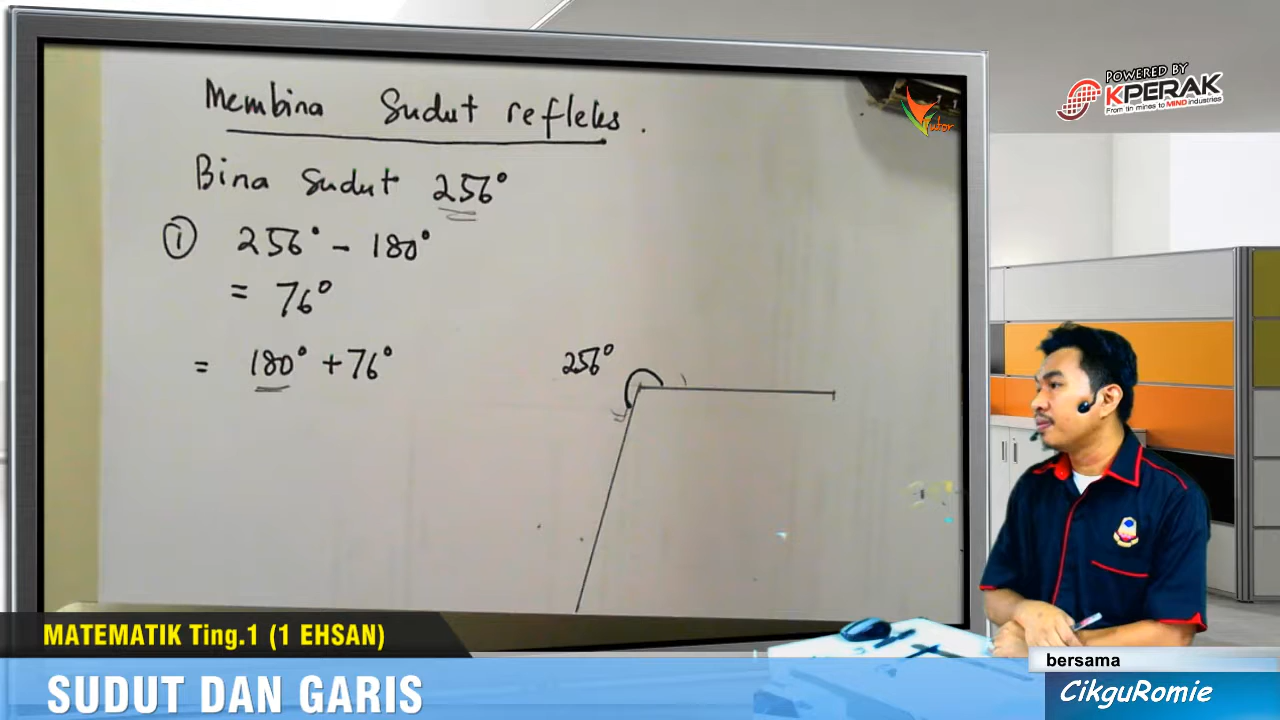 Membina Sudut refleks.
Bina Sudut 256°
① 256° - 180°
= 76°
= 180° + 76°
256°
Tutor
POWERED BY
KPERAK
From tin mines to MIND industries
MATEMATIK Ting.1 (1 EHSAN)
SUDUT DAN GARIS
bersama
CikguRomie